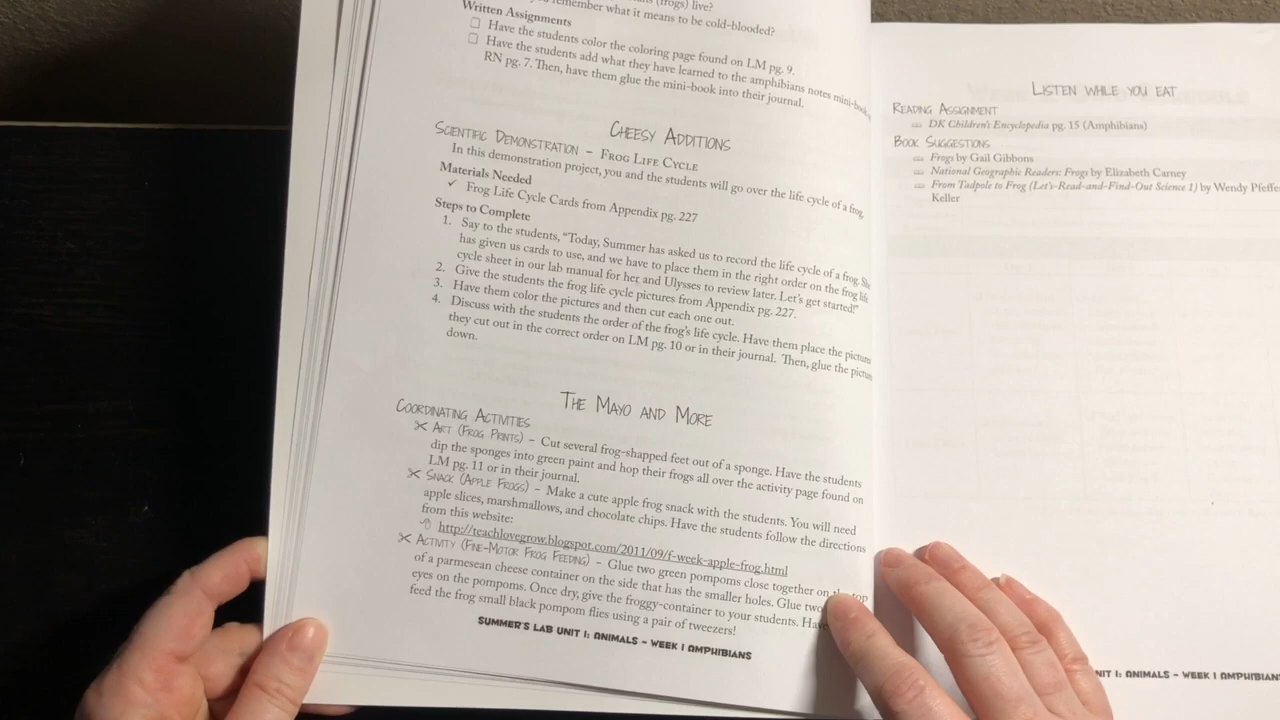 (frogs) live?
remember what it means to be cold-blooded?
Written Assignments
Have the students color the coloring page found on LM pg. 9.
Have the students add what they have learned to the amphibians notes mini-book
RN pg. 7. Then, have them glue the mini-book into their journal.
Cheesy Additions
Scientific Demonstration – Frog Life Cycle
In this demonstration project, you and the students will go over the life cycle of a frog.
Materials Needed
✓ Frog Life Cycle Cards from Appendix pg. 227
Steps to Complete
1. Say to the students, “Today, Summer has asked us to record the life cycle of a frog. She
has given us cards to use, and we have to place them in the right order on the frog life
cycle sheet in our lab manual for her and Ulysses to review later. Let’s get started!”
2. Give the students the frog life cycle pictures from Appendix pg. 227.
3. Have them color the pictures and then cut each one out.
4. Discuss with the students the order of the frog’s life cycle. Have them place the
they cut out in the correct order on LM pg. 10 or in their journal. Then, glue the
down.
The Mayo and More
Coordinating Activities
Art (Frog Prints) – Cut several frog-shapped feet out of a sponge. Have the students
dip the sponges into green paint and hop their frogs all over the activity page found on
LM pg. 11 or in their journal.
Snack (Apple Frogs) – Make a cute apple frog snack with the students. You will need
apple slices, marshmallows, and chocolate chips. Have the students follow the directions
from this website:
http://teachlovegrow.blogspot.com/2011/09/f-week-apple-frog.html
Activity (Fine-Motor Frog Feeding) – Glue two green pompoms close together on top
of a parmesean cheese container on the side that has the smaller holes. Glue two
eyes on the pompoms. Once dry, give the froggy-container to your students. Have
feed the frog small black pompom flies using a pair of tweezers!
Summer’s Lab Unit 1: Animals – Week 1 Amphibians
Listen while you eat
Reading Assignment
DK Children’s Encyclopedia pg. 15 (Amphibians)
Book Suggestions
Frogs by Gail Gibbons
National Geographic Readers: Frogs by Elizabeth Carney
From Tadpole to Frog (Let’s-Read-and-Find-Out Science 1) by Wendy
Keller
1: Animals – Week 1